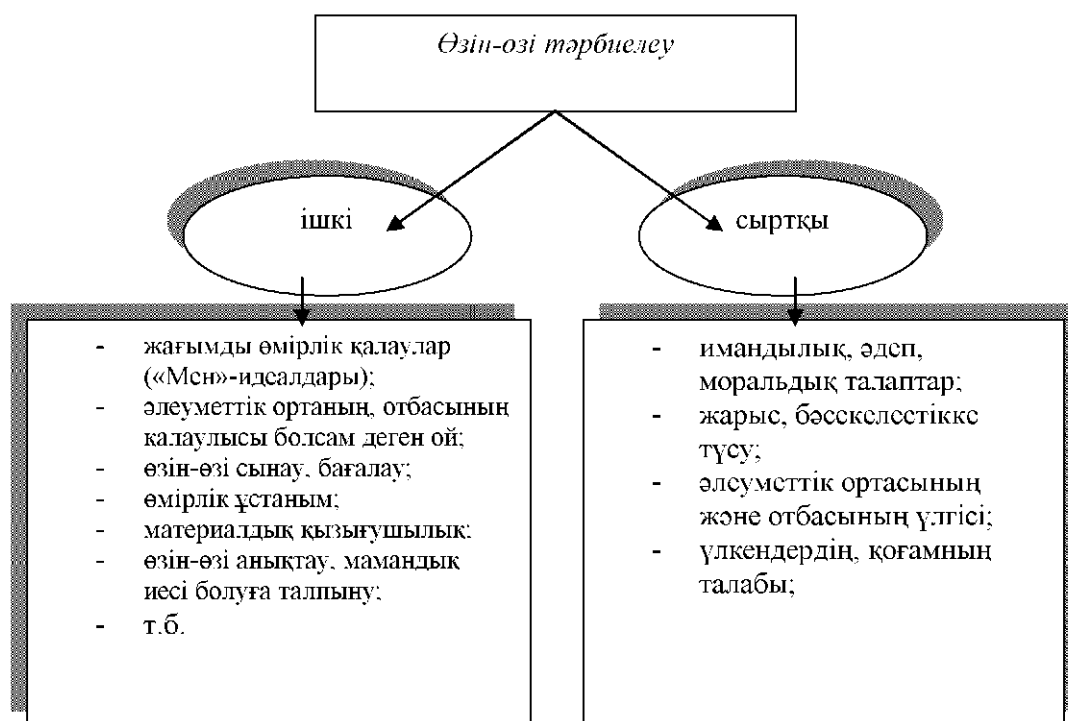 Өзін-өзі тәрбиелеу
ішкі
сыртқы
- жағымды өмірлік қалаулар
(«Мен»-идеалдары);
- әлеуметтік ортаның, отбасының
қалаулысы болсам деген ой;
- өзін-өзі сынау, бағалау;
- өмірлік ұстаным;
- материалдық қызығушылық;
- өзін-өзі анықтау, мамандық
иесі болуға талпыну;
- т.б.
- имандылық, әдеп,
моральдық талаптар;
- жарыс, бәсекелестікке
түсу;
- әлеуметтік ортасының
және отбасының үлгісі;
- үлкендердің, қоғамның
талабы;